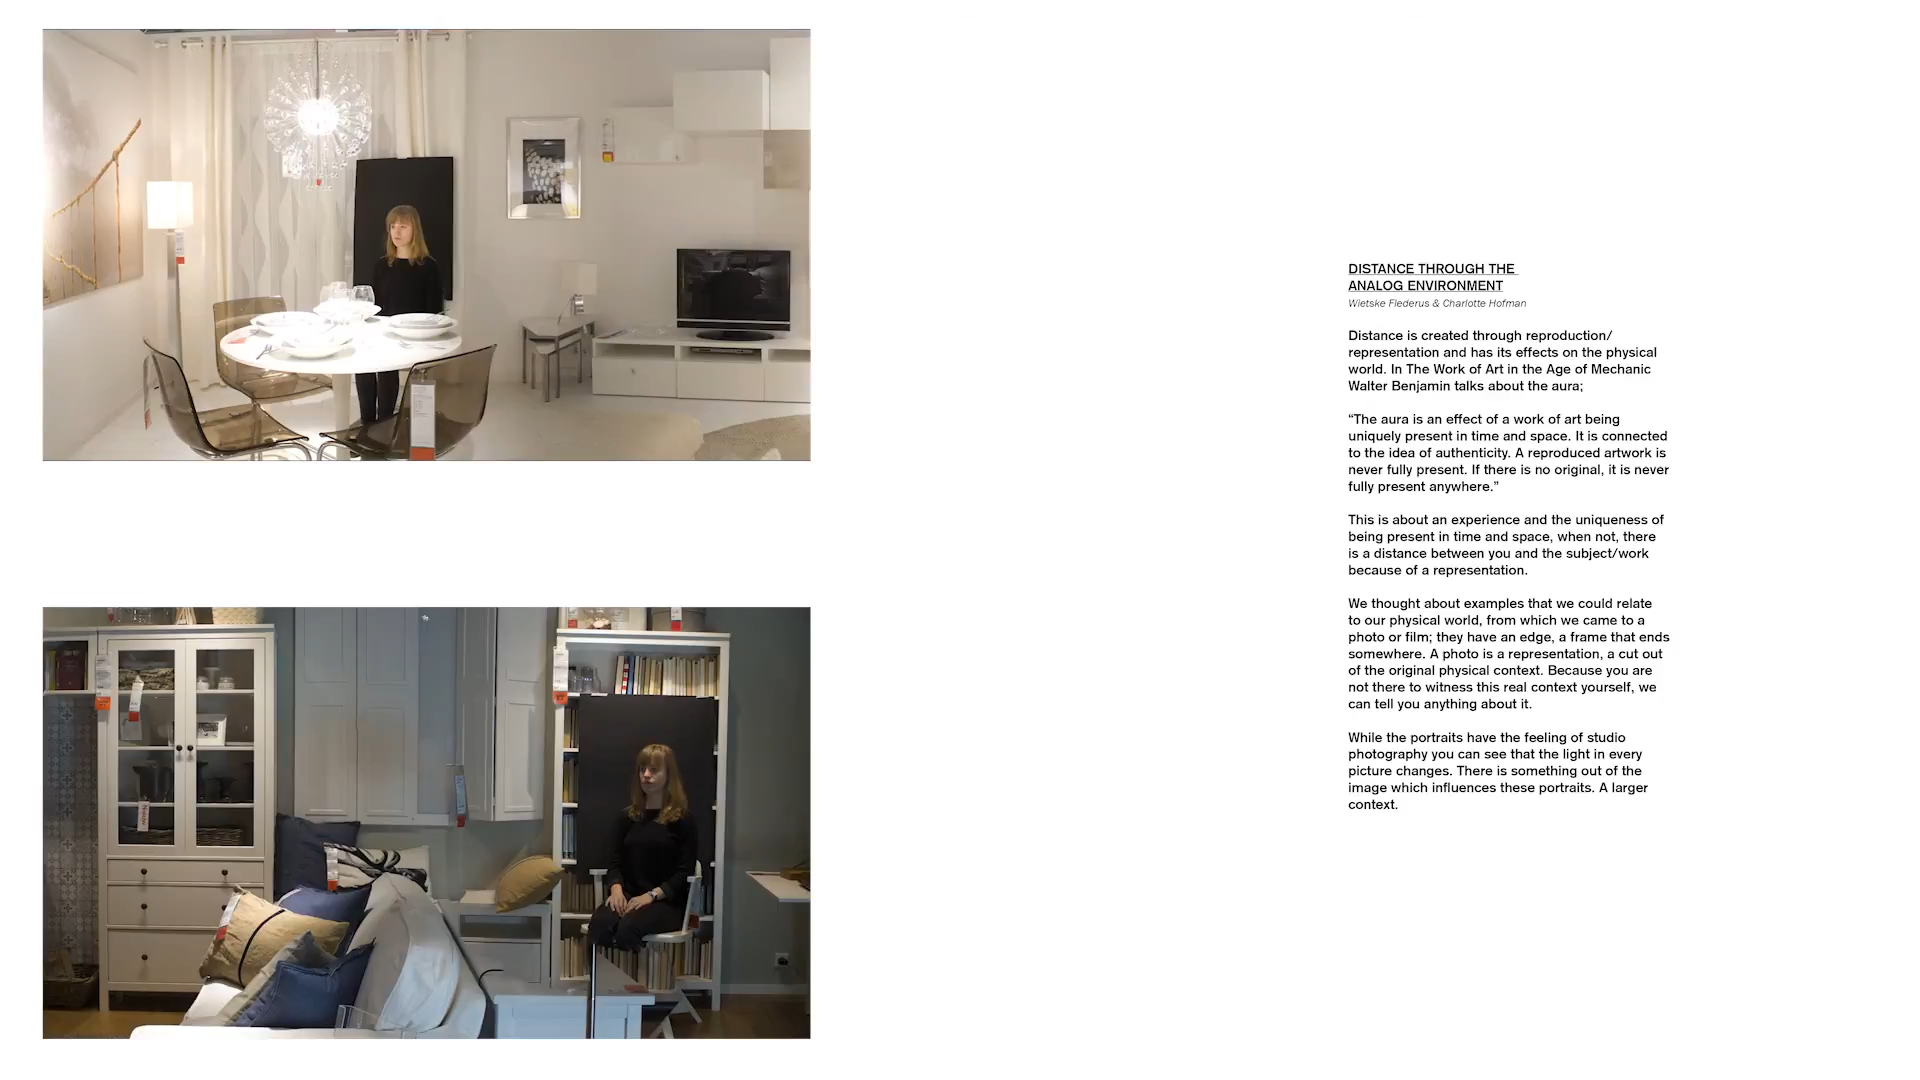 DISTANCE THROUGH THE
ANALOG ENVIRONMENT
Wietske Flederus & Charlotte Hofman
Distance is created through reproduction/
representation and has its effects on the physical
world. In The Work of Art in the Age of Mechanic
Walter Benjamin talks about the aura;
“The aura is an effect of a work of art being
uniquely present in time and space. It is connected
to the idea of authenticity. A reproduced artwork is
never fully present. If there is no original, it is never
fully present anywhere.”
This is about an experience and the uniqueness of
being present in time and space, when not, there
is a distance between you and the subject/work
because of a representation.
We thought about examples that we could relate
to our physical world, from which we came to a
photo or film; they have an edge, a frame that ends
somewhere. A photo is a representation, a cut out
of the original physical context. Because you are
not there to witness this real context yourself, we
can tell you anything about it.
While the portraits have the feeling of studio
photography you can see that the light in every
picture changes. There is something out of the
image which influences these portraits. A larger
context.